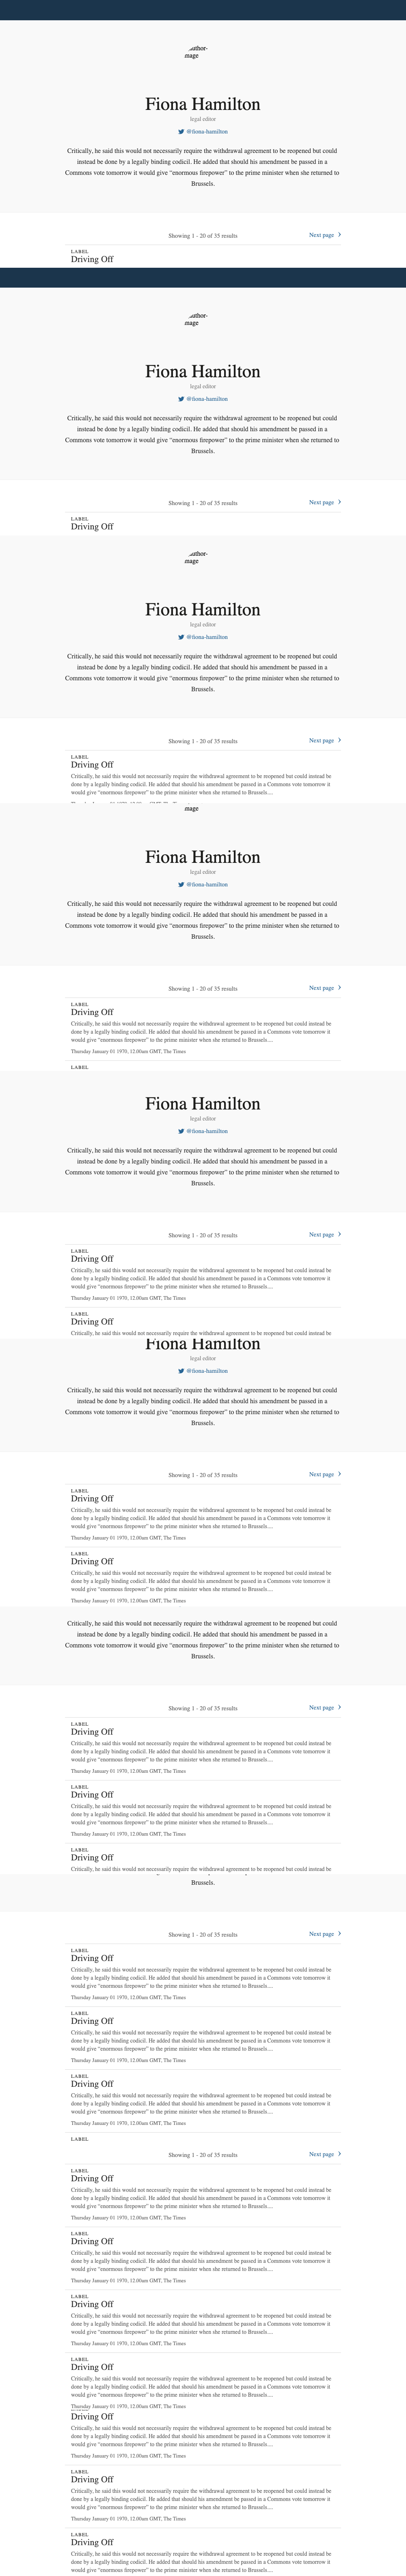 uthor-
mage
Fiona Hamilton
legal editor
@fiona-hamilton
Critically, he said this would not necessarily require the withdrawal agreement to be reopened but could
instead be done by a legally binding codicil. He added that should his amendment be passed in a
Commons vote tomorrow it would give “enormous firepower” to the prime minister when she returned to
Brussels.
Showing 1 - 20 of 35 results
Next page
LABEL
Driving Off
uthor-
mage
Fiona Hamilton
legal editor
@fiona-hamilton
Critically, he said this would not necessarily require the withdrawal agreement to be reopened but could
instead be done by a legally binding codicil. He added that should his amendment be passed in a
Commons vote tomorrow it would give “enormous firepower” to the prime minister when she returned to
Brussels.
Showing 1 - 20 of 35 results
Next page
LABEL
Driving Off
uthor-
mage
Fiona Hamilton
legal editor
@fiona-hamilton
Critically, he said this would not necessarily require the withdrawal agreement to be reopened but could
instead be done by a legally binding codicil. He added that should his amendment be passed in a
Commons vote tomorrow it would give “enormous firepower” to the prime minister when she returned to
Brussels.
Showing 1 - 20 of 35 results
Next page
LABEL
Driving Off
Critically, he said this would not necessarily require the withdrawal agreement to be reopened but could instead be
done by a legally binding codicil. He added that should his amendment be passed in a Commons vote tomorrow it
would give “enormous firepower” to the prime minister when she returned to Brussels....
mage
Fiona Hamilton
legal editor
@fiona-hamilton
Critically, he said this would not necessarily require the withdrawal agreement to be reopened but could
instead be done by a legally binding codicil. He added that should his amendment be passed in a
Commons vote tomorrow it would give “enormous firepower” to the prime minister when she returned to
Brussels.
Showing 1 - 20 of 35 results
Next page
LABEL
Driving Off
Critically, he said this would not necessarily require the withdrawal agreement to be reopened but could instead be
done by a legally binding codicil. He added that should his amendment be passed in a Commons vote tomorrow it
would give “enormous firepower” to the prime minister when she returned to Brussels....
Thursday January 01 1970, 12.00am GMT, The Times
LABEL
Fiona Hamilton
legal editor
@fiona-hamilton
Critically, he said this would not necessarily require the withdrawal agreement to be reopened but could
instead be done by a legally binding codicil. He added that should his amendment be passed in a
Commons vote tomorrow it would give “enormous firepower” to the prime minister when she returned to
Brussels.
Showing 1 - 20 of 35 results
Next page
LABEL
Driving Off
Critically, he said this would not necessarily require the withdrawal agreement to be reopened but could instead be
done by a legally binding codicil. He added that should his amendment be passed in a Commons vote tomorrow it
would give “enormous firepower” to the prime minister when she returned to Brussels....
Thursday January 01 1970, 12.00am GMT, The Times
LABEL
Driving Off
Critically, he said this would not necessarily require the withdrawal agreement to be reopened but could instead be
Fiona Hamilton
legal editor
@fiona-hamilton
Critically, he said this would not necessarily require the withdrawal agreement to be reopened but could
instead be done by a legally binding codicil. He added that should his amendment be passed in a
Commons vote tomorrow it would give “enormous firepower” to the prime minister when she returned to
Brussels.
Showing 1 - 20 of 35 results
Next page
LABEL
Driving Off
Critically, he said this would not necessarily require the withdrawal agreement to be reopened but could instead be
done by a legally binding codicil. He added that should his amendment be passed in a Commons vote tomorrow it
would give “enormous firepower” to the prime minister when she returned to Brussels....
Thursday January 01 1970, 12.00am GMT, The Times
LABEL
Driving Off
Critically, he said this would not necessarily require the withdrawal agreement to be reopened but could instead be
done by a legally binding codicil. He added that should his amendment be passed in a Commons vote tomorrow it
would give “enormous firepower” to the prime minister when she returned to Brussels....
Thursday January 01 1970, 12.00am GMT, The Times
Critically, he said this would not necessarily require the withdrawal agreement to be reopened but could
instead be done by a legally binding codicil. He added that should his amendment be passed in a
Commons vote tomorrow it would give “enormous firepower” to the prime minister when she returned to
Brussels.
Showing 1 - 20 of 35 results
Next page
LABEL
Driving Off
Critically, he said this would not necessarily require the withdrawal agreement to be reopened but could instead be
done by a legally binding codicil. He added that should his amendment be passed in a Commons vote tomorrow it
would give “enormous firepower” to the prime minister when she returned to Brussels....
Thursday January 01 1970, 12.00am GMT, The Times
LABEL
Driving Off
Critically, he said this would not necessarily require the withdrawal agreement to be reopened but could instead be
done by a legally binding codicil. He added that should his amendment be passed in a Commons vote tomorrow it
would give “enormous firepower” to the prime minister when she returned to Brussels....
Thursday January 01 1970, 12.00am GMT, The Times
LABEL
Driving Off
Critically, he said this would not necessarily require the withdrawal agreement to be reopened but could instead be
Brussels.
Showing 1 - 20 of 35 results
Next page
LABEL
Driving Off
Critically, he said this would not necessarily require the withdrawal agreement to be reopened but could instead be
done by a legally binding codicil. He added that should his amendment be passed in a Commons vote tomorrow it
would give “enormous firepower” to the prime minister when she returned to Brussels....
Thursday January 01 1970, 12.00am GMT, The Times
LABEL
Driving Off
Critically, he said this would not necessarily require the withdrawal agreement to be reopened but could instead be
done by a legally binding codicil. He added that should his amendment be passed in a Commons vote tomorrow it
would give “enormous firepower” to the prime minister when she returned to Brussels....
Thursday January 01 1970, 12.00am GMT, The Times
LABEL
Driving Off
Critically, he said this would not necessarily require the withdrawal agreement to be reopened but could instead be
done by a legally binding codicil. He added that should his amendment be passed in a Commons vote tomorrow it
would give “enormous firepower” to the prime minister when she returned to Brussels....
Thursday January 01 1970, 12.00am GMT, The Times
LABEL
Showing 1 - 20 of 35 results
Next page
LABEL
Driving Off
Critically, he said this would not necessarily require the withdrawal agreement to be reopened but could instead be
done by a legally binding codicil. He added that should his amendment be passed in a Commons vote tomorrow it
would give “enormous firepower” to the prime minister when she returned to Brussels....
Thursday January 01 1970, 12.00am GMT, The Times
LABEL
Driving Off
Critically, he said this would not necessarily require the withdrawal agreement to be reopened but could instead be
done by a legally binding codicil. He added that should his amendment be passed in a Commons vote tomorrow it
would give “enormous firepower” to the prime minister when she returned to Brussels....
Thursday January 01 1970, 12.00am GMT, The Times
LABEL
Driving Off
Critically, he said this would not necessarily require the withdrawal agreement to be reopened but could instead be
done by a legally binding codicil. He added that should his amendment be passed in a Commons vote tomorrow it
would give “enormous firepower” to the prime minister when she returned to Brussels....
Thursday January 01 1970, 12.00am GMT, The Times
LABEL
Driving Off
Critically, he said this would not necessarily require the withdrawal agreement to be reopened but could instead be
done by a legally binding codicil. He added that should his amendment be passed in a Commons vote tomorrow it
would give “enormous firepower” to the prime minister when she returned to Brussels....
Thursday January 01 1970, 12.00am GMT, The Times
Driving Off
Critically, he said this would not necessarily require the withdrawal agreement to be reopened but could instead be
done by a legally binding codicil. He added that should his amendment be passed in a Commons vote tomorrow it
would give “enormous firepower” to the prime minister when she returned to Brussels....
Thursday January 01 1970, 12.00am GMT, The Times
LABEL
Driving Off
Critically, he said this would not necessarily require the withdrawal agreement to be reopened but could instead be
done by a legally binding codicil. He added that should his amendment be passed in a Commons vote tomorrow it
would give “enormous firepower” to the prime minister when she returned to Brussels....
Thursday January 01 1970, 12.00am GMT, The Times
LABEL
Driving Off
Critically, he said this would not necessarily require the withdrawal agreement to be reopened but could instead be
done by a legally binding codicil. He added that should his amendment be passed in a Commons vote tomorrow it
would give “enormous firepower” to the prime minister when she returned to Brussels....